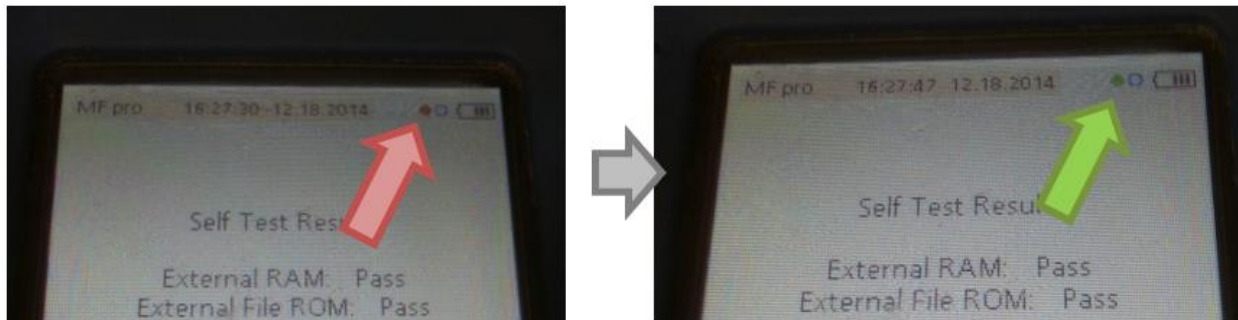 MF pro 16:27:30 12.18.2014
Self Test
External RAM: Pass
External File ROM: Pass
MF pro 16:27:47 12.18.2014
Self Test Resul
External RAM: Pass
External File ROM: Pass